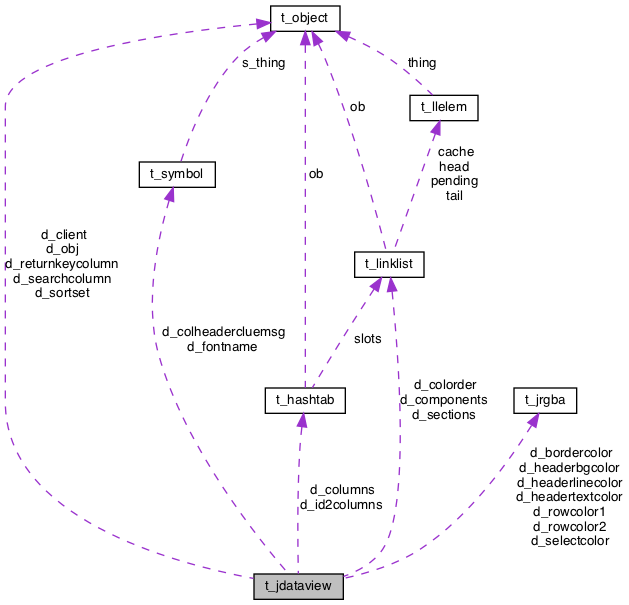 t_object
s_thing
thing
ob
t_llelem
cache
head
pending
tail
ob
t_symbol
d_client
d_obj
d_returnkeycolumn
d_searchcolumn
d_sortset
t_linklist
d_colheadercluemsg
d_fontname
slots
t_hashtab
d_colorder
d_components
d_sections
t_jrgba
d_columns
d_id2columns
d_bordercolor
d_headerbgcolor
d_headerlinecolor
d_headertextcolor
d_rowcolor1
d_rowcolor2
d_selectcolor
t_jdataview